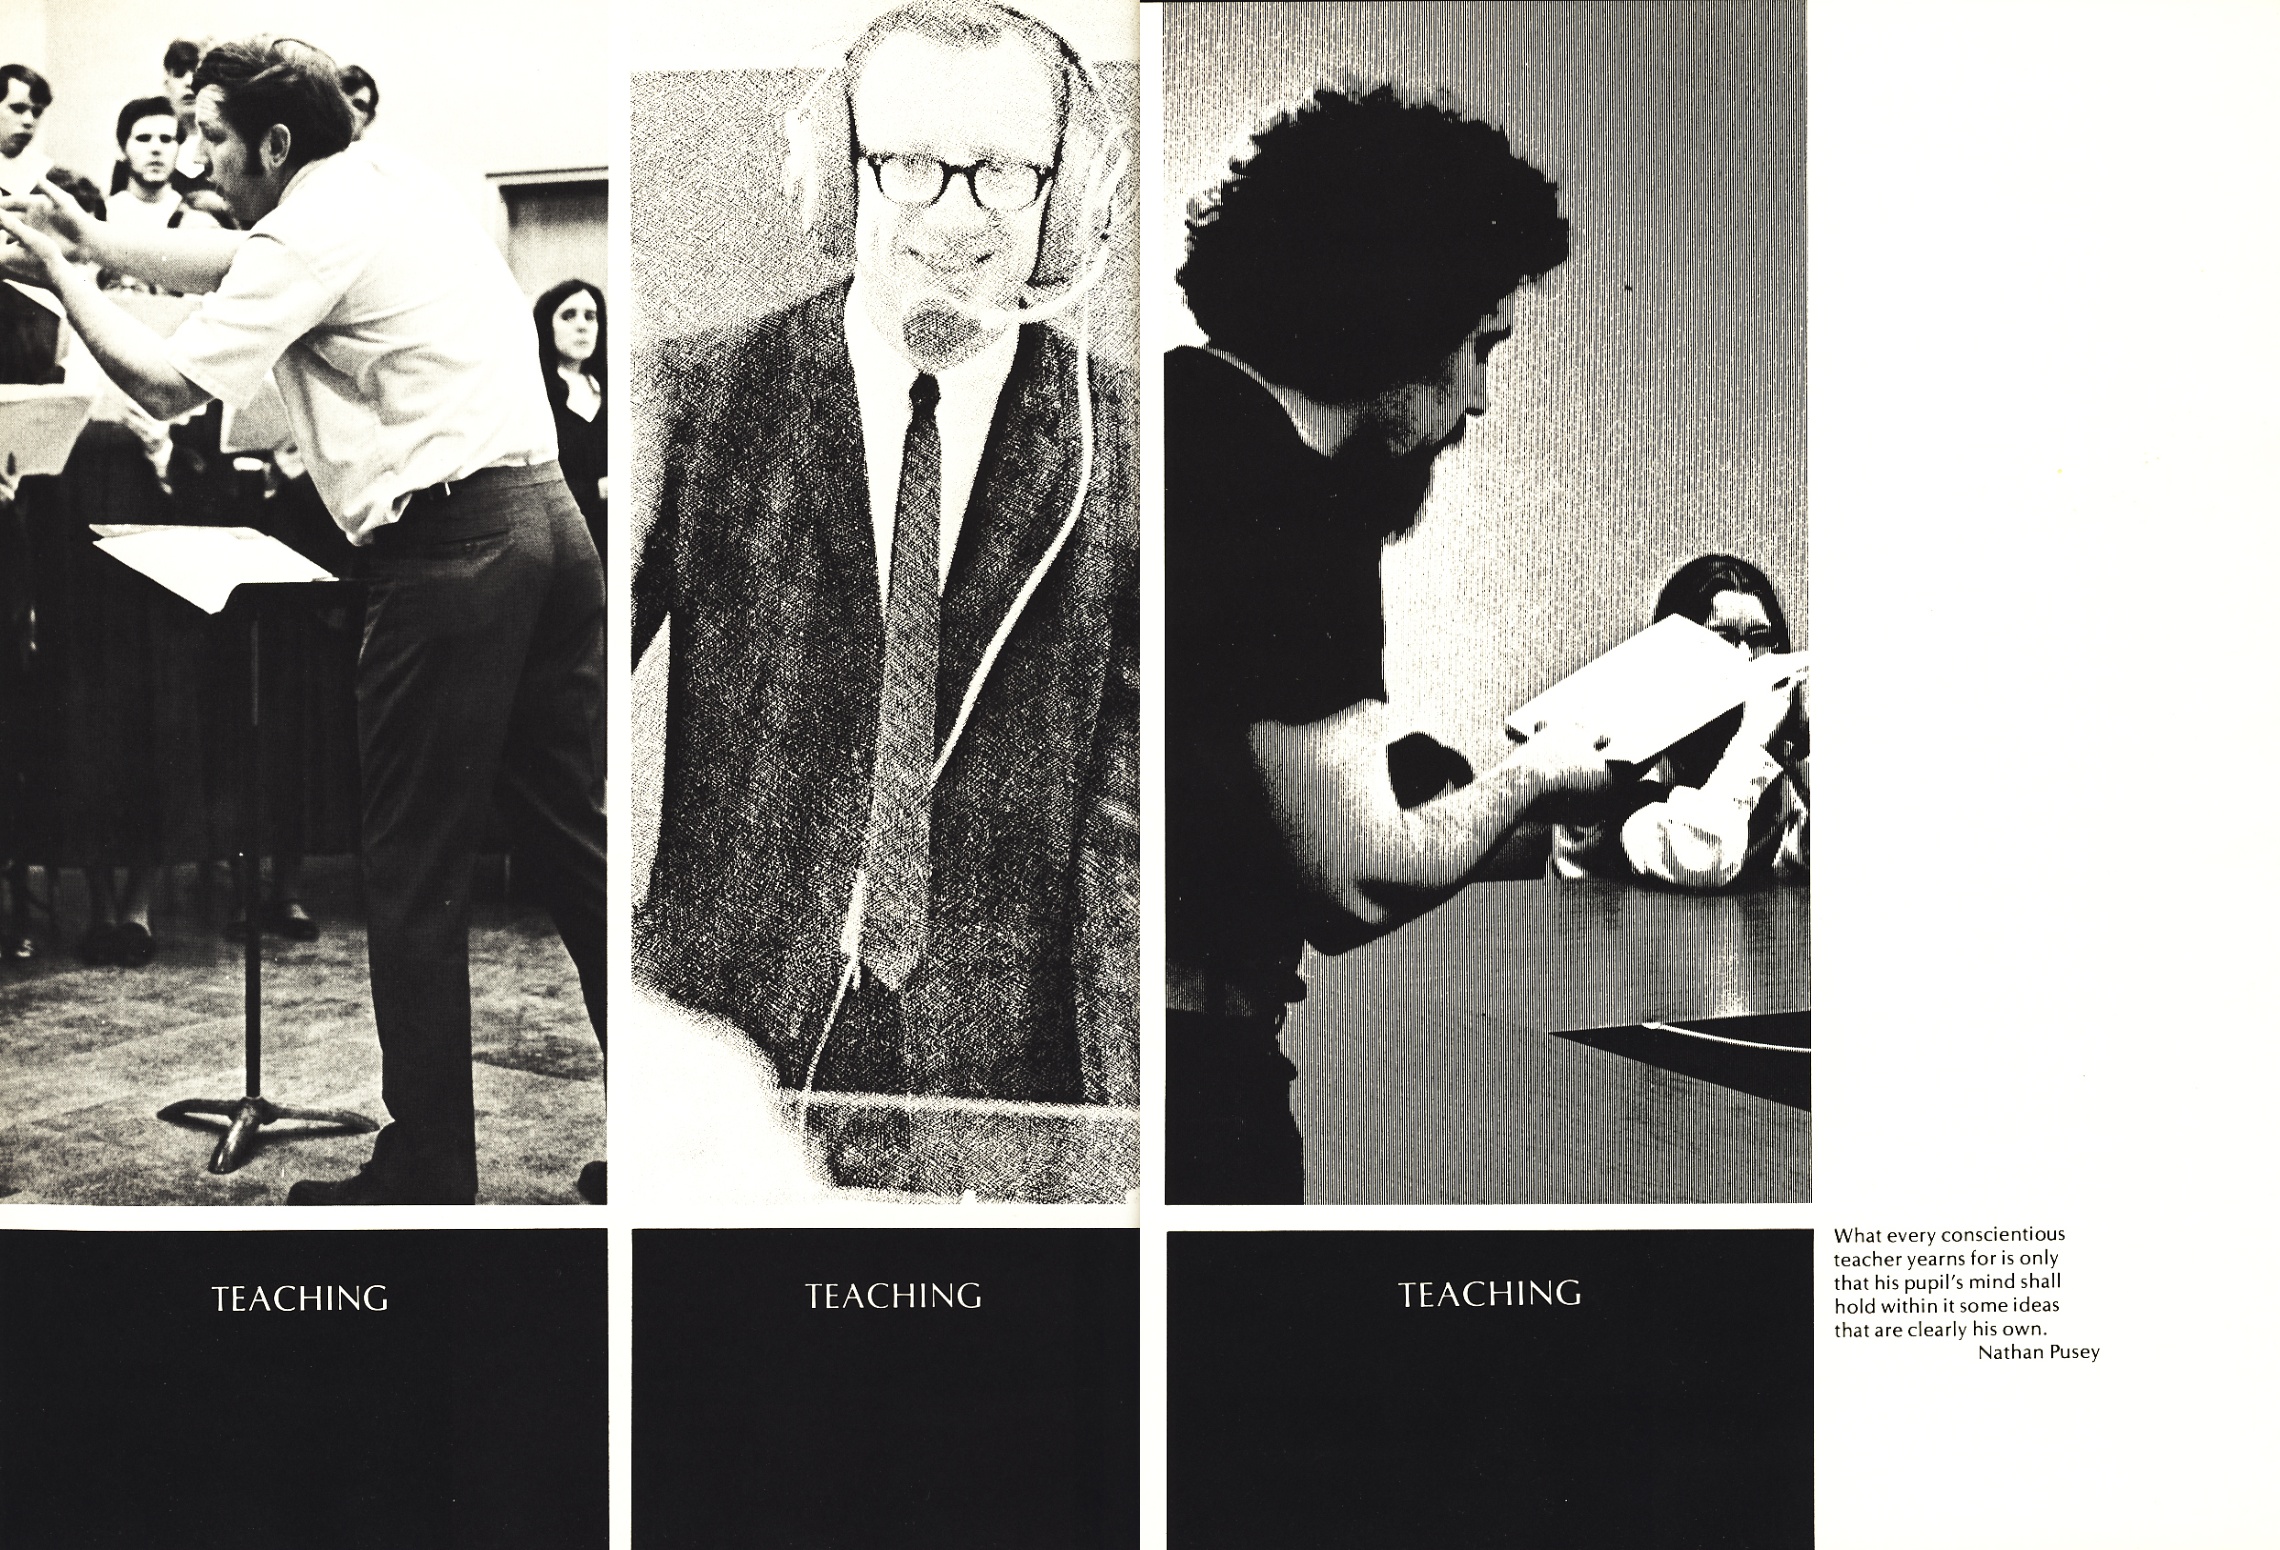 TEACHING
TEACHING
TEACHING
What every conscientious
teacher yearns for is only
that his pupil's mind shall
hold within it some ideas
that are clearly his own.
Nathan Pusey